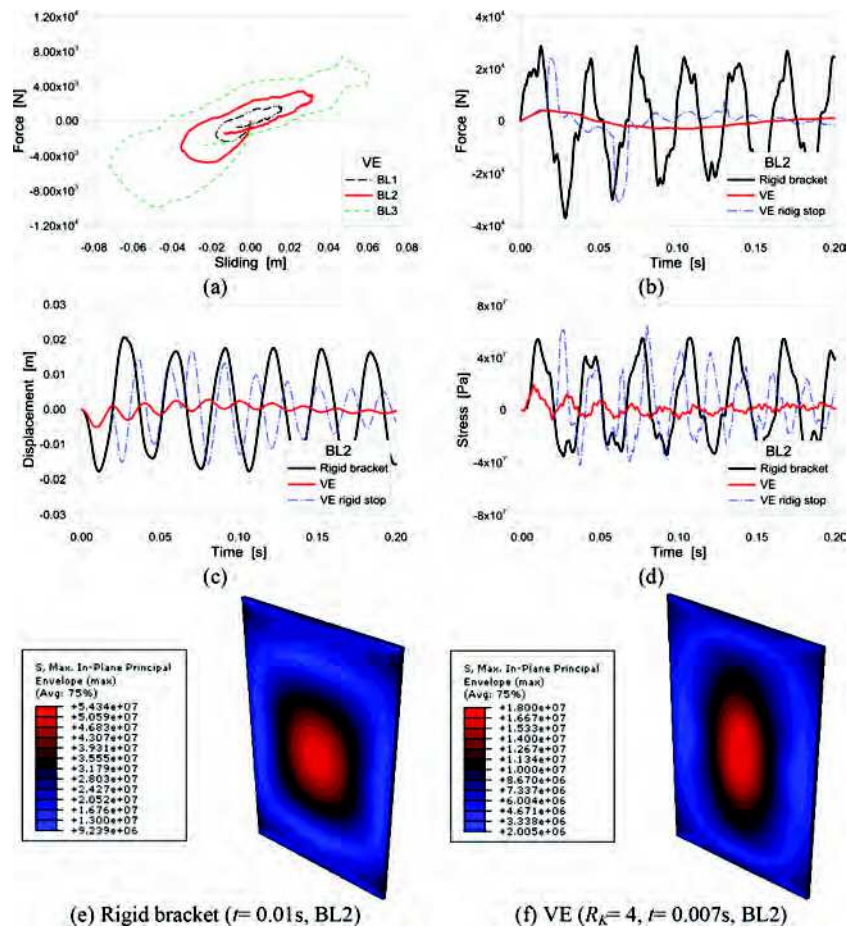 1.20x10⁴
8.00x10³
4.00x10³
0.00
-4.00x10³
-8.00x10³
-1.20x10⁴
Force [N]
VE
BL1
BL2
BL3
-0.08 -0.06 -0.04 -0.02 0.00 0.02 0.04 0.06 0.08
Sliding [m]
(a)
4x10⁴
2x10⁴
0
-2x10⁴
-4x10⁴
Force [N]
BL2
Rigid bracket
VE
VE ridig stop
0.00 0.05 0.10 0.15 0.20
Time [s]
(b)
0.03
0.02
0.01
0.00
-0.01
-0.02
-0.03
Displacement [m]
BL2
Rigid bracket
VE
VE rigid stop
0.00 0.05 0.10 0.15 0.20
Time [s]
(c)
8x10⁷
4x10⁷
0
-4x10⁷
-8x10⁷
Stress [Pa]
BL2
Rigid bracket
VE
VE ridig stop
0.00 0.05 0.10 0.15 0.20
Time [s]
(d)
S, Max. In-Plane Principal
Envelope (max)
(Avg: 75%)
+5.434e+07
+5.059e+07
+4.683e+07
+4.307e+07
+3.931e+07
+3.555e+07
+3.179e+07
+2.803e+07
+2.427e+07
+2.052e+07
+1.676e+07
+1.300e+07
+9.239e+06
(e) Rigid bracket (t= 0.01s, BL2)
S, Max. In-Plane Principal
Envelope (max)
(Avg: 75%)
+1.800e+07
+1.667e+07
+1.533e+07
+1.400e+07
+1.267e+07
+1.134e+07
+1.000e+07
+8.670e+06
+7.337e+06
+6.004e+06
+4.671e+06
+3.338e+06
+2.005e+06
(f) VE (R_K= 4, t= 0.007s, BL2)